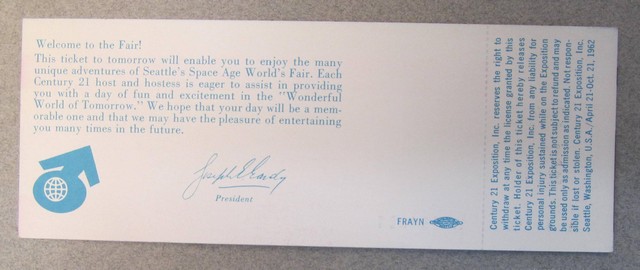 Welcome to the Fair!
This ticket to tomorrow will enable you to enjoy the many
unique adventures of Seattle's Space Age World's Fair. Each
Century 21 host and hostess is eager to assist in providing
you with a day of fun and excitement in the "Wonderful
World of Tomorrow." We hope that your day will be a mem-
orable one and that we may have the pleasure of entertaining
you many times in the future.
Joseph E. Gandy
President
FRAYN
Century 21 Exposition, Inc. reserves the right to
withdraw at any time the license granted by this
ticket. Holder of this ticket hereby releases
Century 21 Exposition, Inc. from any liability for
personal injury sustained while on the Exposition
grounds. This ticket is not subject to refund and may
be used only as admission as indicated. Not respon-
sible if lost or stolen. Century 21 Exposition, Inc.
Seattle, Washington, U.S.A.; April 21-Oct. 21, 1962